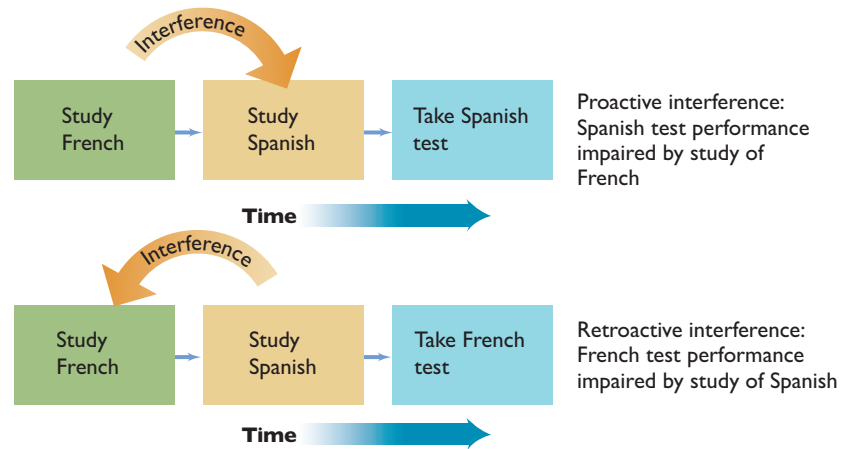 Interference
Study
French
Study
Spanish
Take Spanish
test
Proactive interference:
Spanish test performance
impaired by study of
French
Time
Interference
Study
French
Study
Spanish
Take French
test
Retroactive interference:
French test performance
impaired by study of Spanish
Time